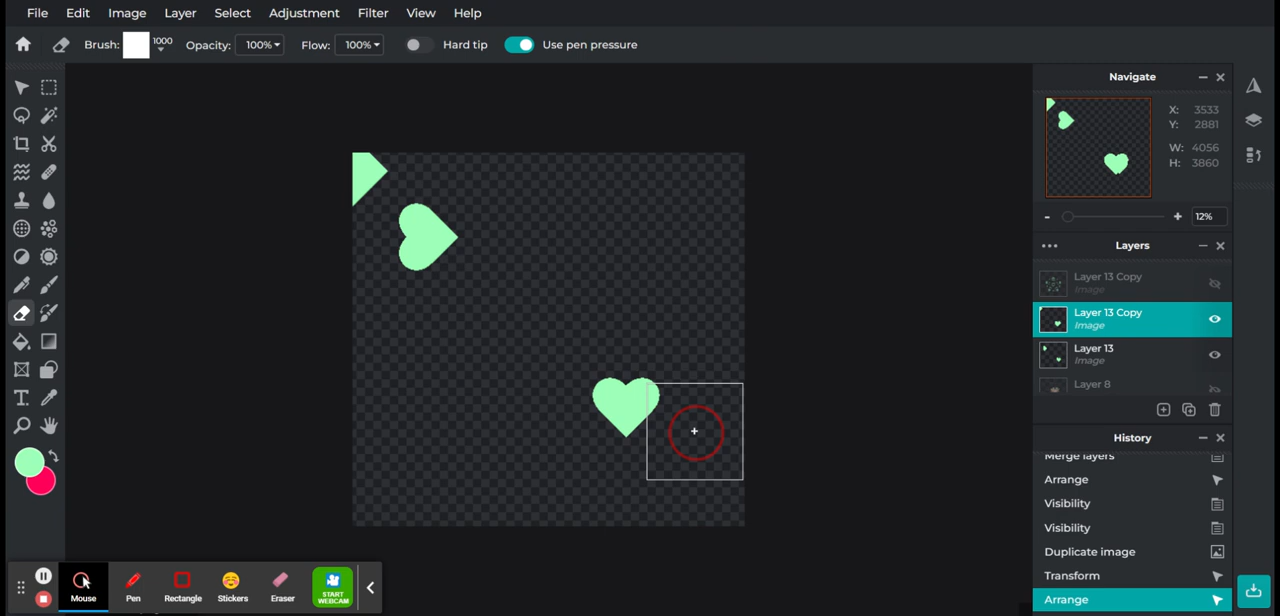 File Edit Image Layer Select Adjustment Filter View Help
Brush: 1000 Opacity: 100% Flow: 100% Hard tip Use pen pressure
Navigate
X: 3533
Y: 2881
W: 4056
H: 3860
- + 12%
Layers
Layer 13 Copy
Image
Layer 13 Copy
Image
Layer 13
Image
Layer 8
History
Merge layers
Arrange
Visibility
Visibility
Duplicate image
Transform
Arrange
Mouse Pen Rectangle Stickers Eraser START WEBCAM